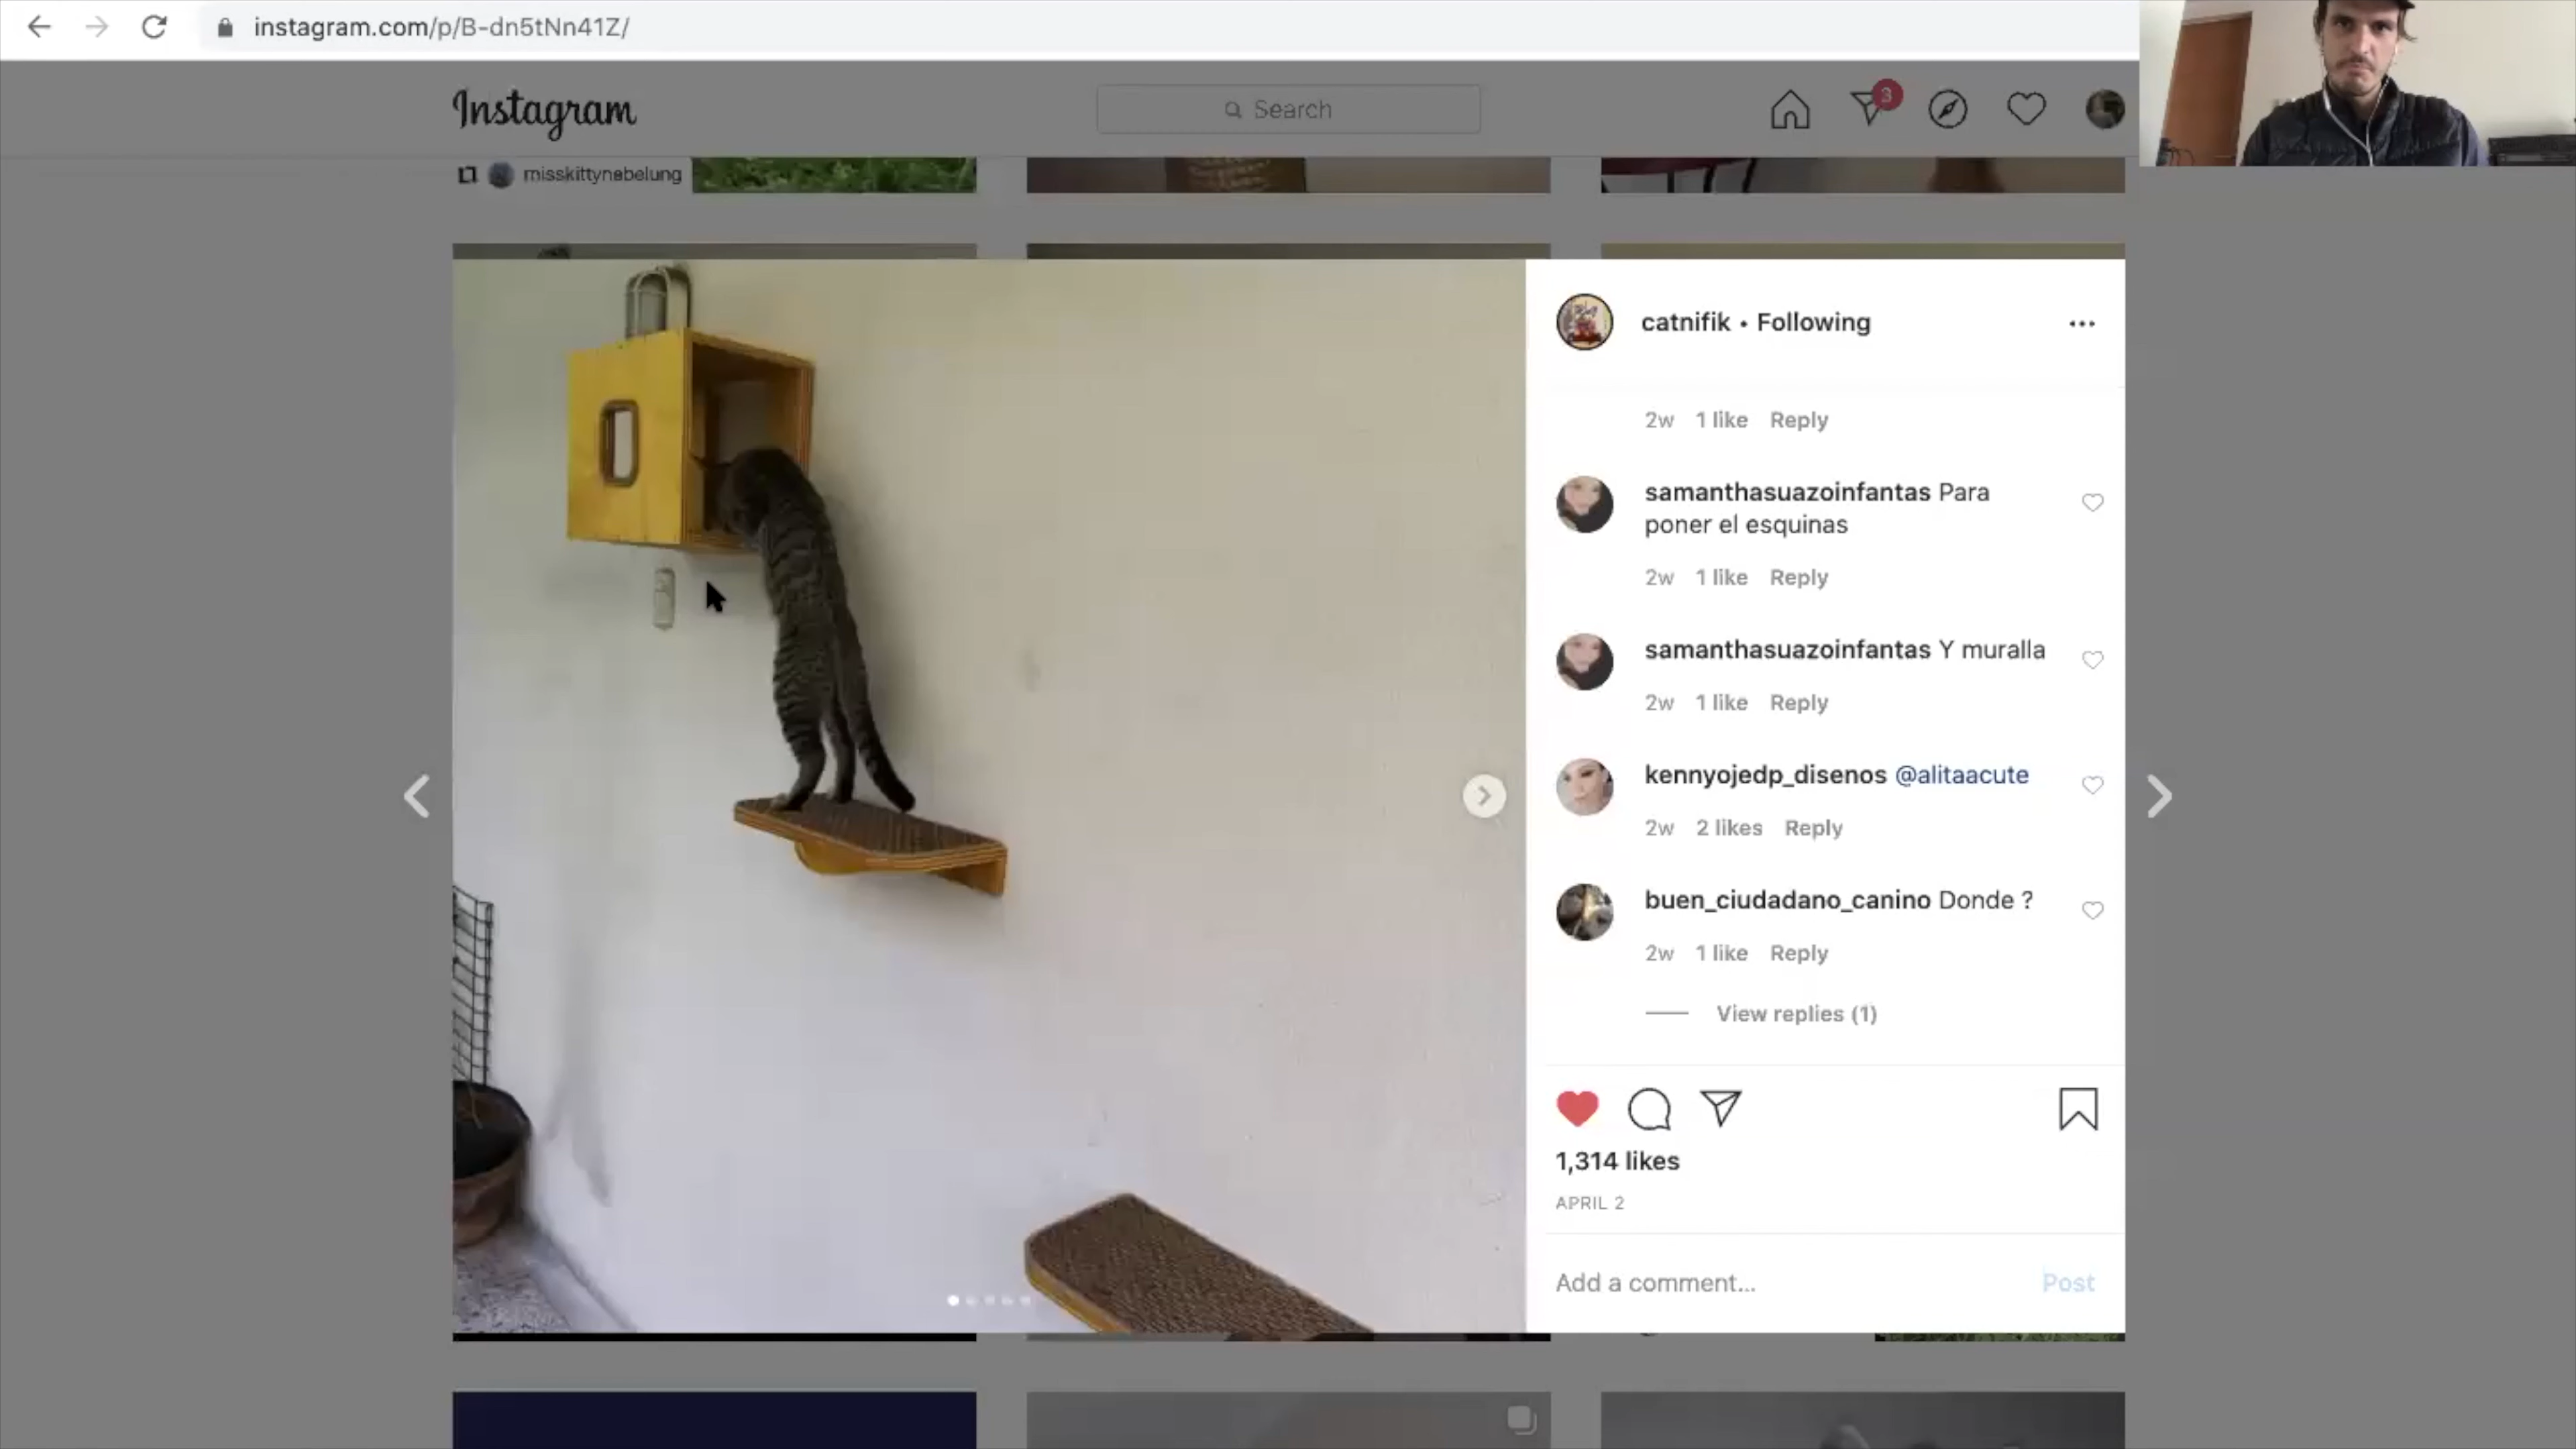 instagram.com/p/B-dn5tNn41Z/
Instagram
Search
3
misskittynebelung
catnifik • Following
2w 1 like Reply
samanthasuazoinfantas Para
poner el esquinas
2w 1 like Reply
samanthasuazoinfantas Y muralla
2w 1 like Reply
kennyojedp_disenos @alitaacute
2w 2 likes Reply
buen_ciudadano_canino Donde ?
2w 1 like Reply
View replies (1)
1,314 likes
APRIL 2
Add a comment...
Post